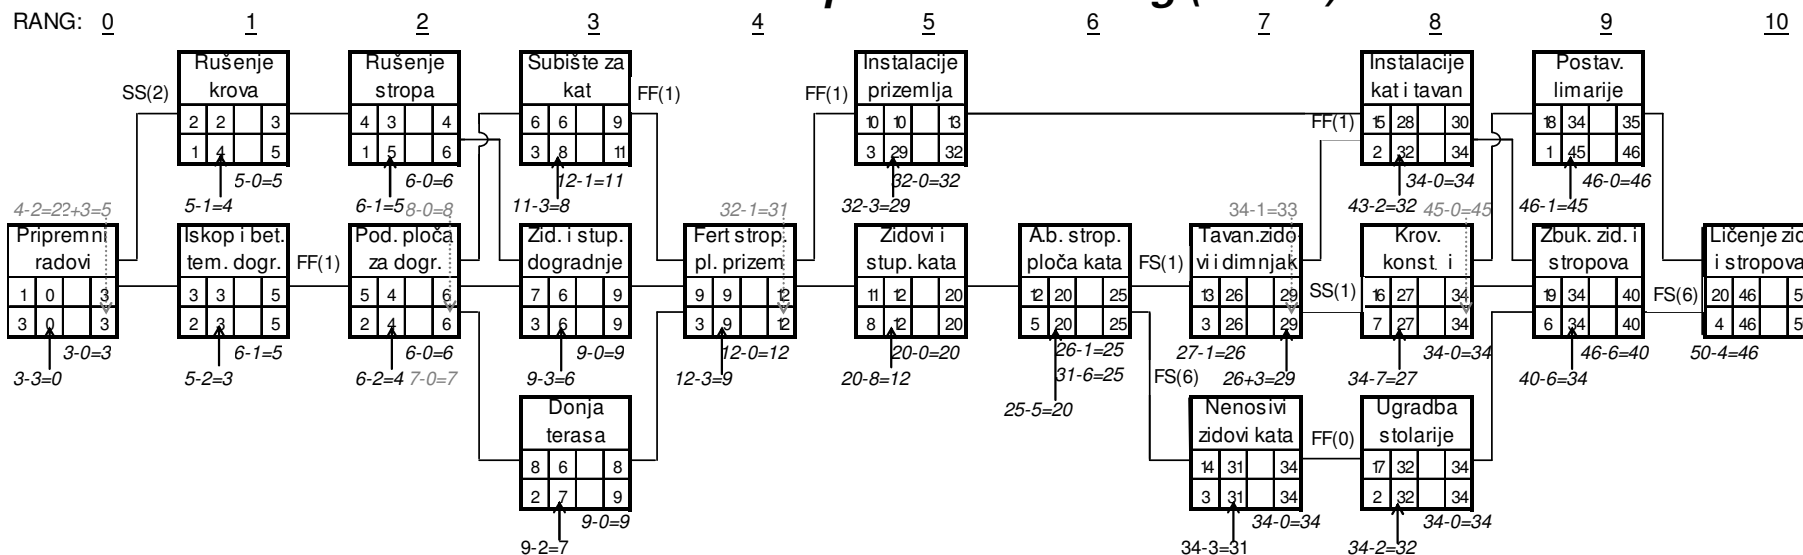 RANG: 0 1 2 3 4 5 6 7 8 9 10
SS(2)
Rušenje
krova
2 2 3
1 4 5
5-0=5
5-1=4
Rušenje
stropa
4 3 4
1 5 6
6-0=6
6-1=5
8-0=8
Subište za
kat
6 6 9
3 8 11
12-1=11
11-3=8
FF(1)
FF(1)
Instalacije
prizemlja
10 10 13
3 29 32
32-0=32
32-3=29
FF(1)
Instalacije
kat i tavan
15 28 30
2 32 34
34-0=34
43-2=32
45-0=45
Postav.
limarije
18 34 35
1 45 46
46-0=46
46-1=45
4-2=2
2+3=5
Pripremni
radovi
1 0 3
3 0 3
3-0=3
3-3=0
Iskop i bet.
tem. dogr.
3 3 5
2 3 5
6-1=5
5-2=3
FF(1)
Pod. ploča
za dogr.
5 4 6
2 4 6
6-0=6
6-2=4
7-0=7
Zid. i stup.
dogradnje
7 6 9
3 6 9
9-0=9
9-3=6
32-1=31
Fert strop.
pl. prizem
9 9 12
3 9 12
12-0=12
12-3=9
Zidovi i
stup. kata
11 12 20
8 12 20
20-0=20
20-8=12
A.b. strop.
ploča kata
12 20 25
5 20 25
26-1=25
31-6=25
25-5=20
FS(1)
FS(6)
34-1=33
Tavan.zido
vi i dimnjak
13 26 29
3 26 29
27-1=26
26+3=29
SS(1)
Krov.
konst. i
16 27 34
7 27 34
34-0=34
34-7=27
Zbuk. zid. i
stropova
19 34 40
6 34 40
46-6=40
40-6=34
FS(6)
Ličenje zid
i stropova
20 46 5
4 46 5
50-4=46
Donja
terasa
8 6 8
2 7 9
9-0=9
9-2=7
Nenosivi
zidovi kata
14 31 34
3 31 34
34-0=34
34-3=31
FF(0)
Ugradba
stolarije
17 32 34
2 32 34
34-0=34
34-2=32